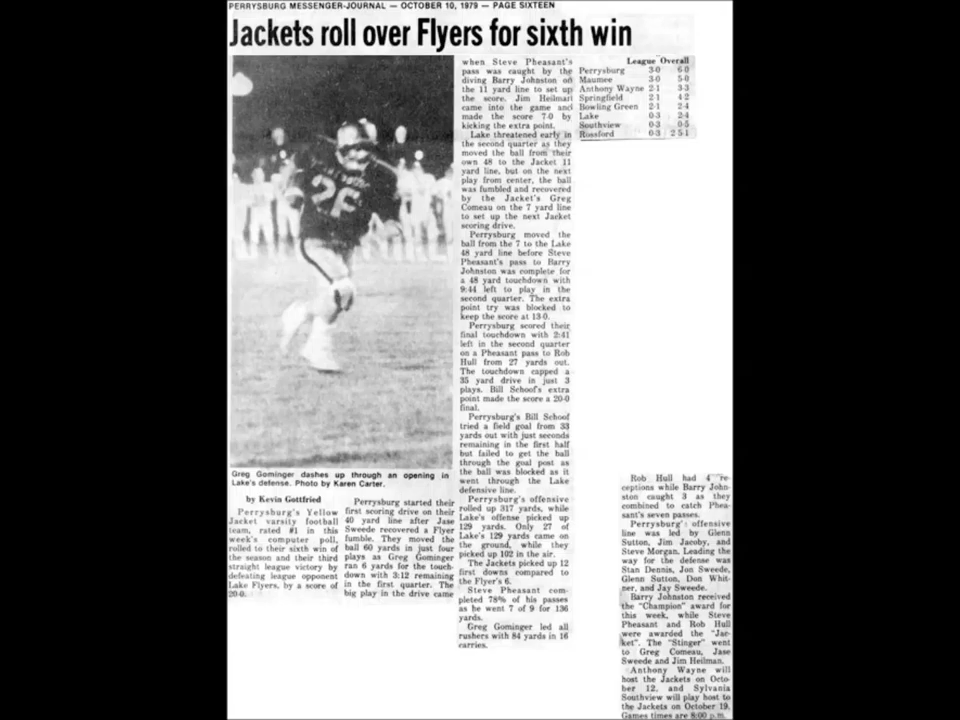 PERRYSBURG MESSENGER-JOURNAL — OCTOBER 10, 1979 — PAGE SIXTEEN
Jackets roll over Flyers for sixth win
26
Greg Gominger dashes up through an opening in
Lake's defense. Photo by Karen Carter.
by Kevin Gottfried
Perrysburg's Yellow
Jacket varsity football
team, rated #1 in this
week's computer poll,
rolled to their sixth win of
the season and their third
straight league victory by
defeating league opponent
Lake Flyers, by a score of
20-0.
Perrysburg started their
first scoring drive on their
40 yard line after Jase
Sweede recovered a Flyer
fumble. They moved the
ball 60 yards in just four
plays as Greg Gominger
ran 6 yards for the touch-
down with 3:12 remaining
in the first quarter. The
big play in the drive came
when Steve Pheasant's
pass was caught by the
diving Barry Johnston on
the 11 yard line to set up
the score. Jim Heilman
came into the game and
made the score 7-0 by
kicking the extra point.
Lake threatened early in
the second quarter as they
moved the ball from their
own 48 to the Jacket 11
yard line, but on the next
play from center, the ball
was fumbled and recovered
by the Jacket's Greg
Comeau on the 7 yard line
to set up the next Jacket
scoring drive.
Perrysburg moved the
ball from the 7 to the Lake
48 yard line before Steve
Pheasant's pass to Barry
Johnston was complete for
a 48 yard touchdown with
9:44 left to play in the
second quarter. The extra
point try was blocked to
keep the score at 13-0.
Perrysburg scored their
final touchdown with 2:41
left in the second quarter
on a Pheasant pass to Rob
Hull from 27 yards out.
The touchdown capped a
35 yard drive in just 3
plays. Bill Schoof's extra
point made the score a 20-0
final.
Perrysburg's Bill Schoof
tried a field goal from 33
yards out with just seconds
remaining in the first half
but failed to get the ball
through the goal post as
the ball was blocked as it
went through the Lake
defensive line.
Perrysburg's offensive
rolled up 317 yards, while
Lake's offense picked up
129 yards. Only 27 of
Lake's 129 yards came on
the ground, while they
picked up 102 in the air.
The Jackets picked up 12
first downs compared to
the Flyer's 6.
Steve Pheasant com-
pleted 78% of his passes
as he went 7 of 9 for 136
yards.
Greg Gominger led all
rushers with 84 yards in 16
carries.
League Overall
Perrysburg 3-0 6-0
Maumee 3-0 5-0
Anthony Wayne 2-1 3-3
Springfield 2-1 4-2
Bowling Green 2-1 2-4
Lake 0-3 2-4
Southview 0-3 0-5
Rossford 0-3 2-5-1
Rob Hull had 4 re-
ceptions while Barry John-
ston caught 3 as they
combined to catch Phea-
sant's seven passes.
Perrysburg's offensive
line was led by Glenn
Sutton, Jim Jacoby, and
Steve Morgan. Leading the
way for the defense was
Stan Dennis, Jon Sweede,
Glenn Sutton, Don Whit-
ner, and Jay Sweede.
Barry Johnston received
the "Champion" award for
this week, while Steve
Pheasant and Rob Hull
were awarded the "Jac-
ket". The "Stinger" went
to Greg Comeau, Jase
Sweede and Jim Heilman.
Anthony Wayne will
host the Jackets on Octo-
ber 12, and Sylvania
Southview will play host to
the Jackets on October 19.
Games times are 8:00 p.m.